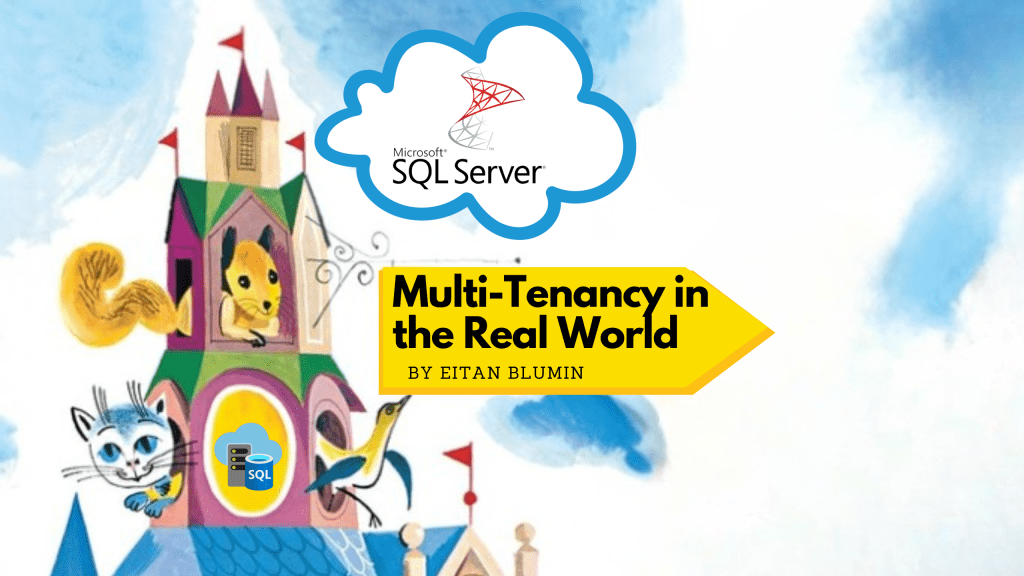 Microsoft®
SQL Server®
Multi-Tenancy in
the Real World
BY EITAN BLUMIN
SQL